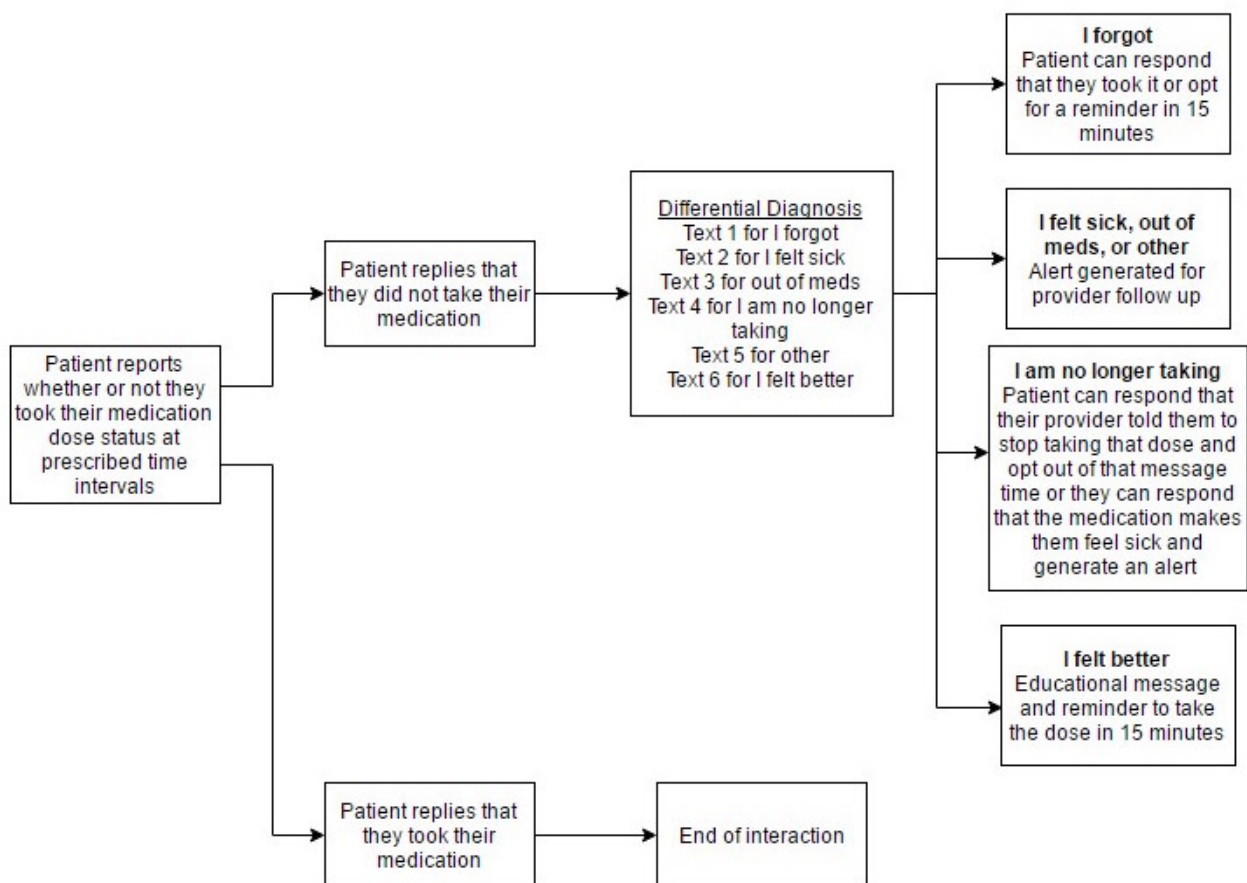 Patient reports
whether or not they
took their medication
dose status at
prescribed time
intervals
Patient replies that
they did not take their
medication
Differential Diagnosis
Text 1 for I forgot
Text 2 for I felt sick
Text 3 for out of meds
Text 4 for I am no longer
taking
Text 5 for other
Text 6 for I felt better
I forgot
Patient can respond
that they took it or opt
for a reminder in 15
minutes
I felt sick, out of
meds, or other
Alert generated for
provider follow up
I am no longer taking
Patient can respond that
their provider told them to
stop taking that dose and
opt out of that message
time or they can respond
that the medication makes
them feel sick and
generate an alert
I felt better
Educational message
and reminder to take
the dose in 15 minutes
Patient replies that
they took their
medication
End of interaction